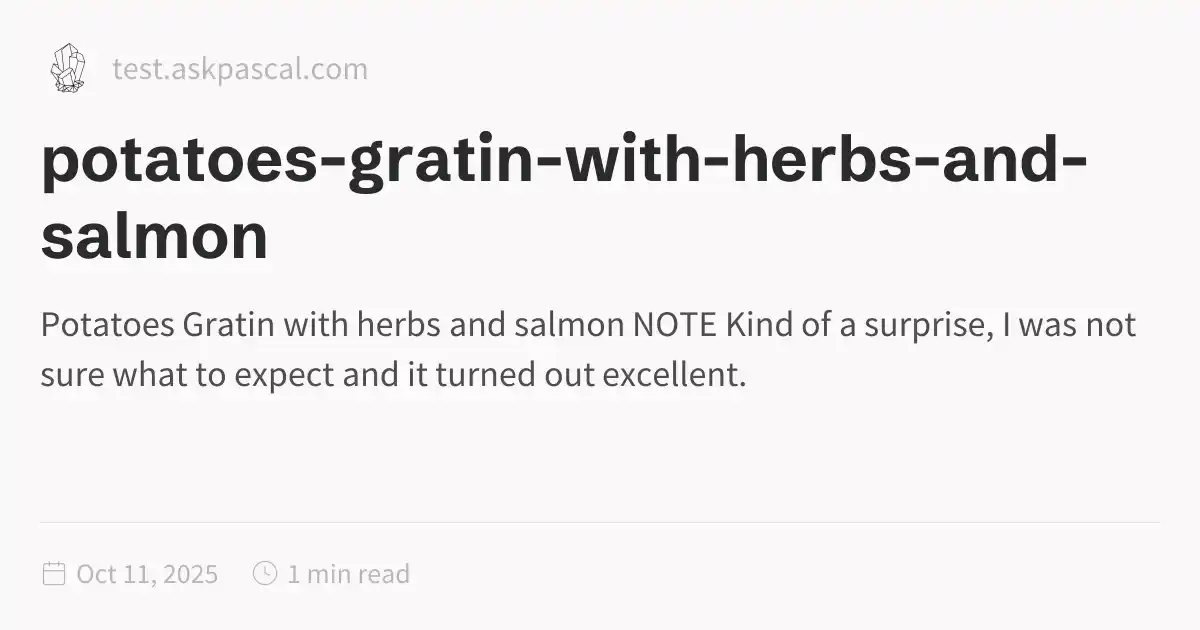 test.askpascal.com
potatoes-gratin-with-herbs-and-
salmon
Potatoes Gratin with herbs and salmon NOTE Kind of a surprise, I was not
sure what to expect and it turned out excellent.
Oct 11, 2025 1 min read